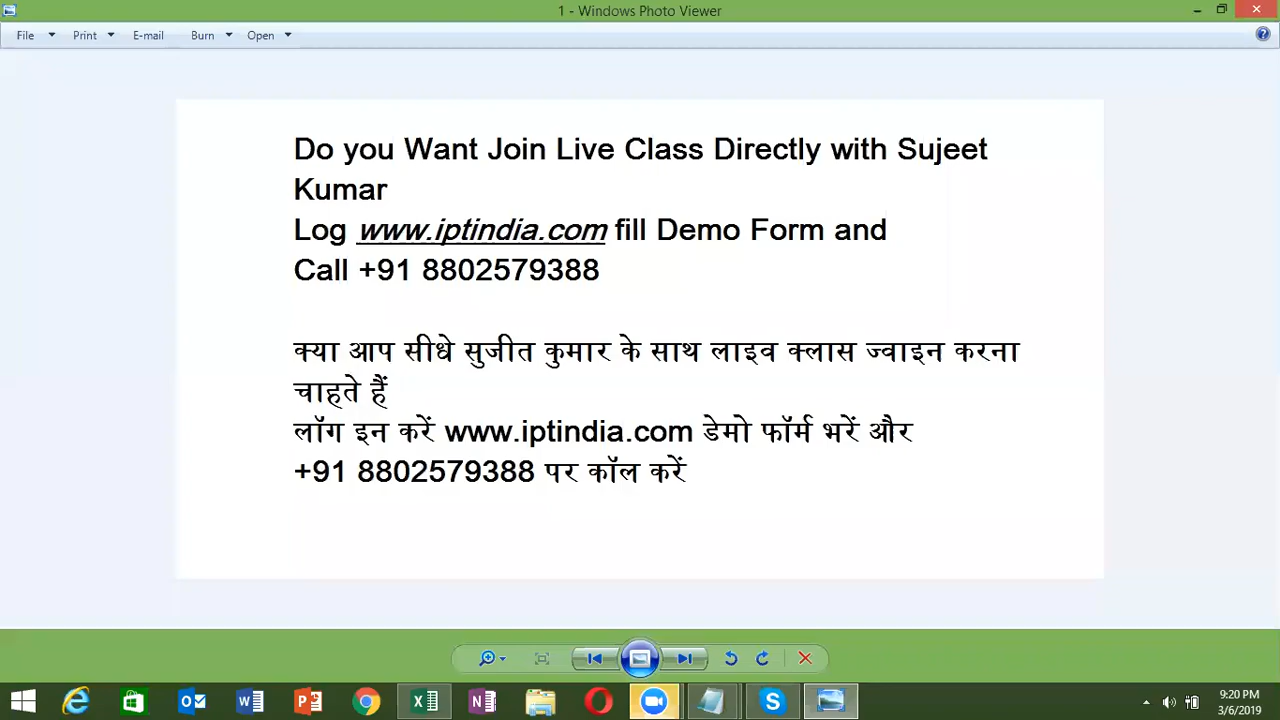 1 - Windows Photo Viewer
File Print E-mail Burn Open
Do you Want Join Live Class Directly with Sujeet
Kumar
Log www.iptindia.com fill Demo Form and
Call +91 8802579388
क्या आप सीधे सुजीत कुमार के साथ लाइव क्लास ज्वाइन करना
चाहते हैं
लॉग इन करें www.iptindia.com डेमो फॉर्म भरें और
+91 8802579388 पर कॉल करें
9:20 PM
3/6/2019